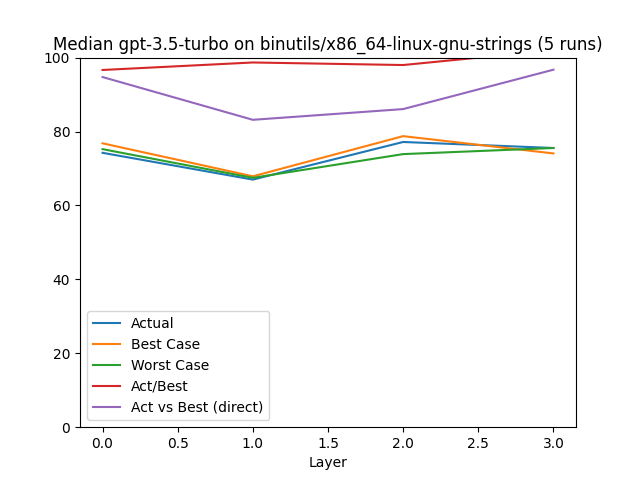 Median gpt-3.5-turbo on binutils/x86_64-linux-gnu-strings (5 runs)
100
80
60
40
20
0
Actual
Best Case
Worst Case
Act/Best
Act vs Best (direct)
0.0 0.5 1.0 1.5 2.0 2.5 3.0
Layer